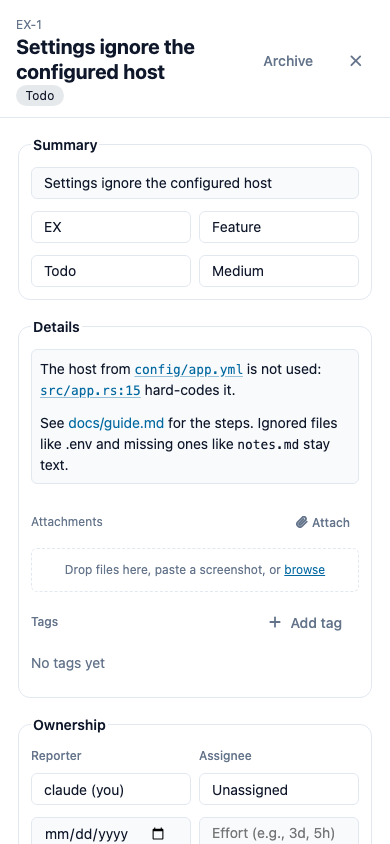 EX-1
Settings ignore the
configured host
Archive
Todo
Summary
Settings ignore the configured host
EX
Feature
Todo
Medium
Details
The host from config/app.yml is not used:
src/app.rs:15 hard-codes it.
See docs/guide.md for the steps. Ignored files
like .env and missing ones like notes.md stay
text.
Attachments
Attach
Drop files here, paste a screenshot, or browse
Tags
Add tag
No tags yet
Ownership
Reporter
Assignee
claude (you)
Unassigned
mm/dd/yyyy
Effort (e.g., 3d, 5h)